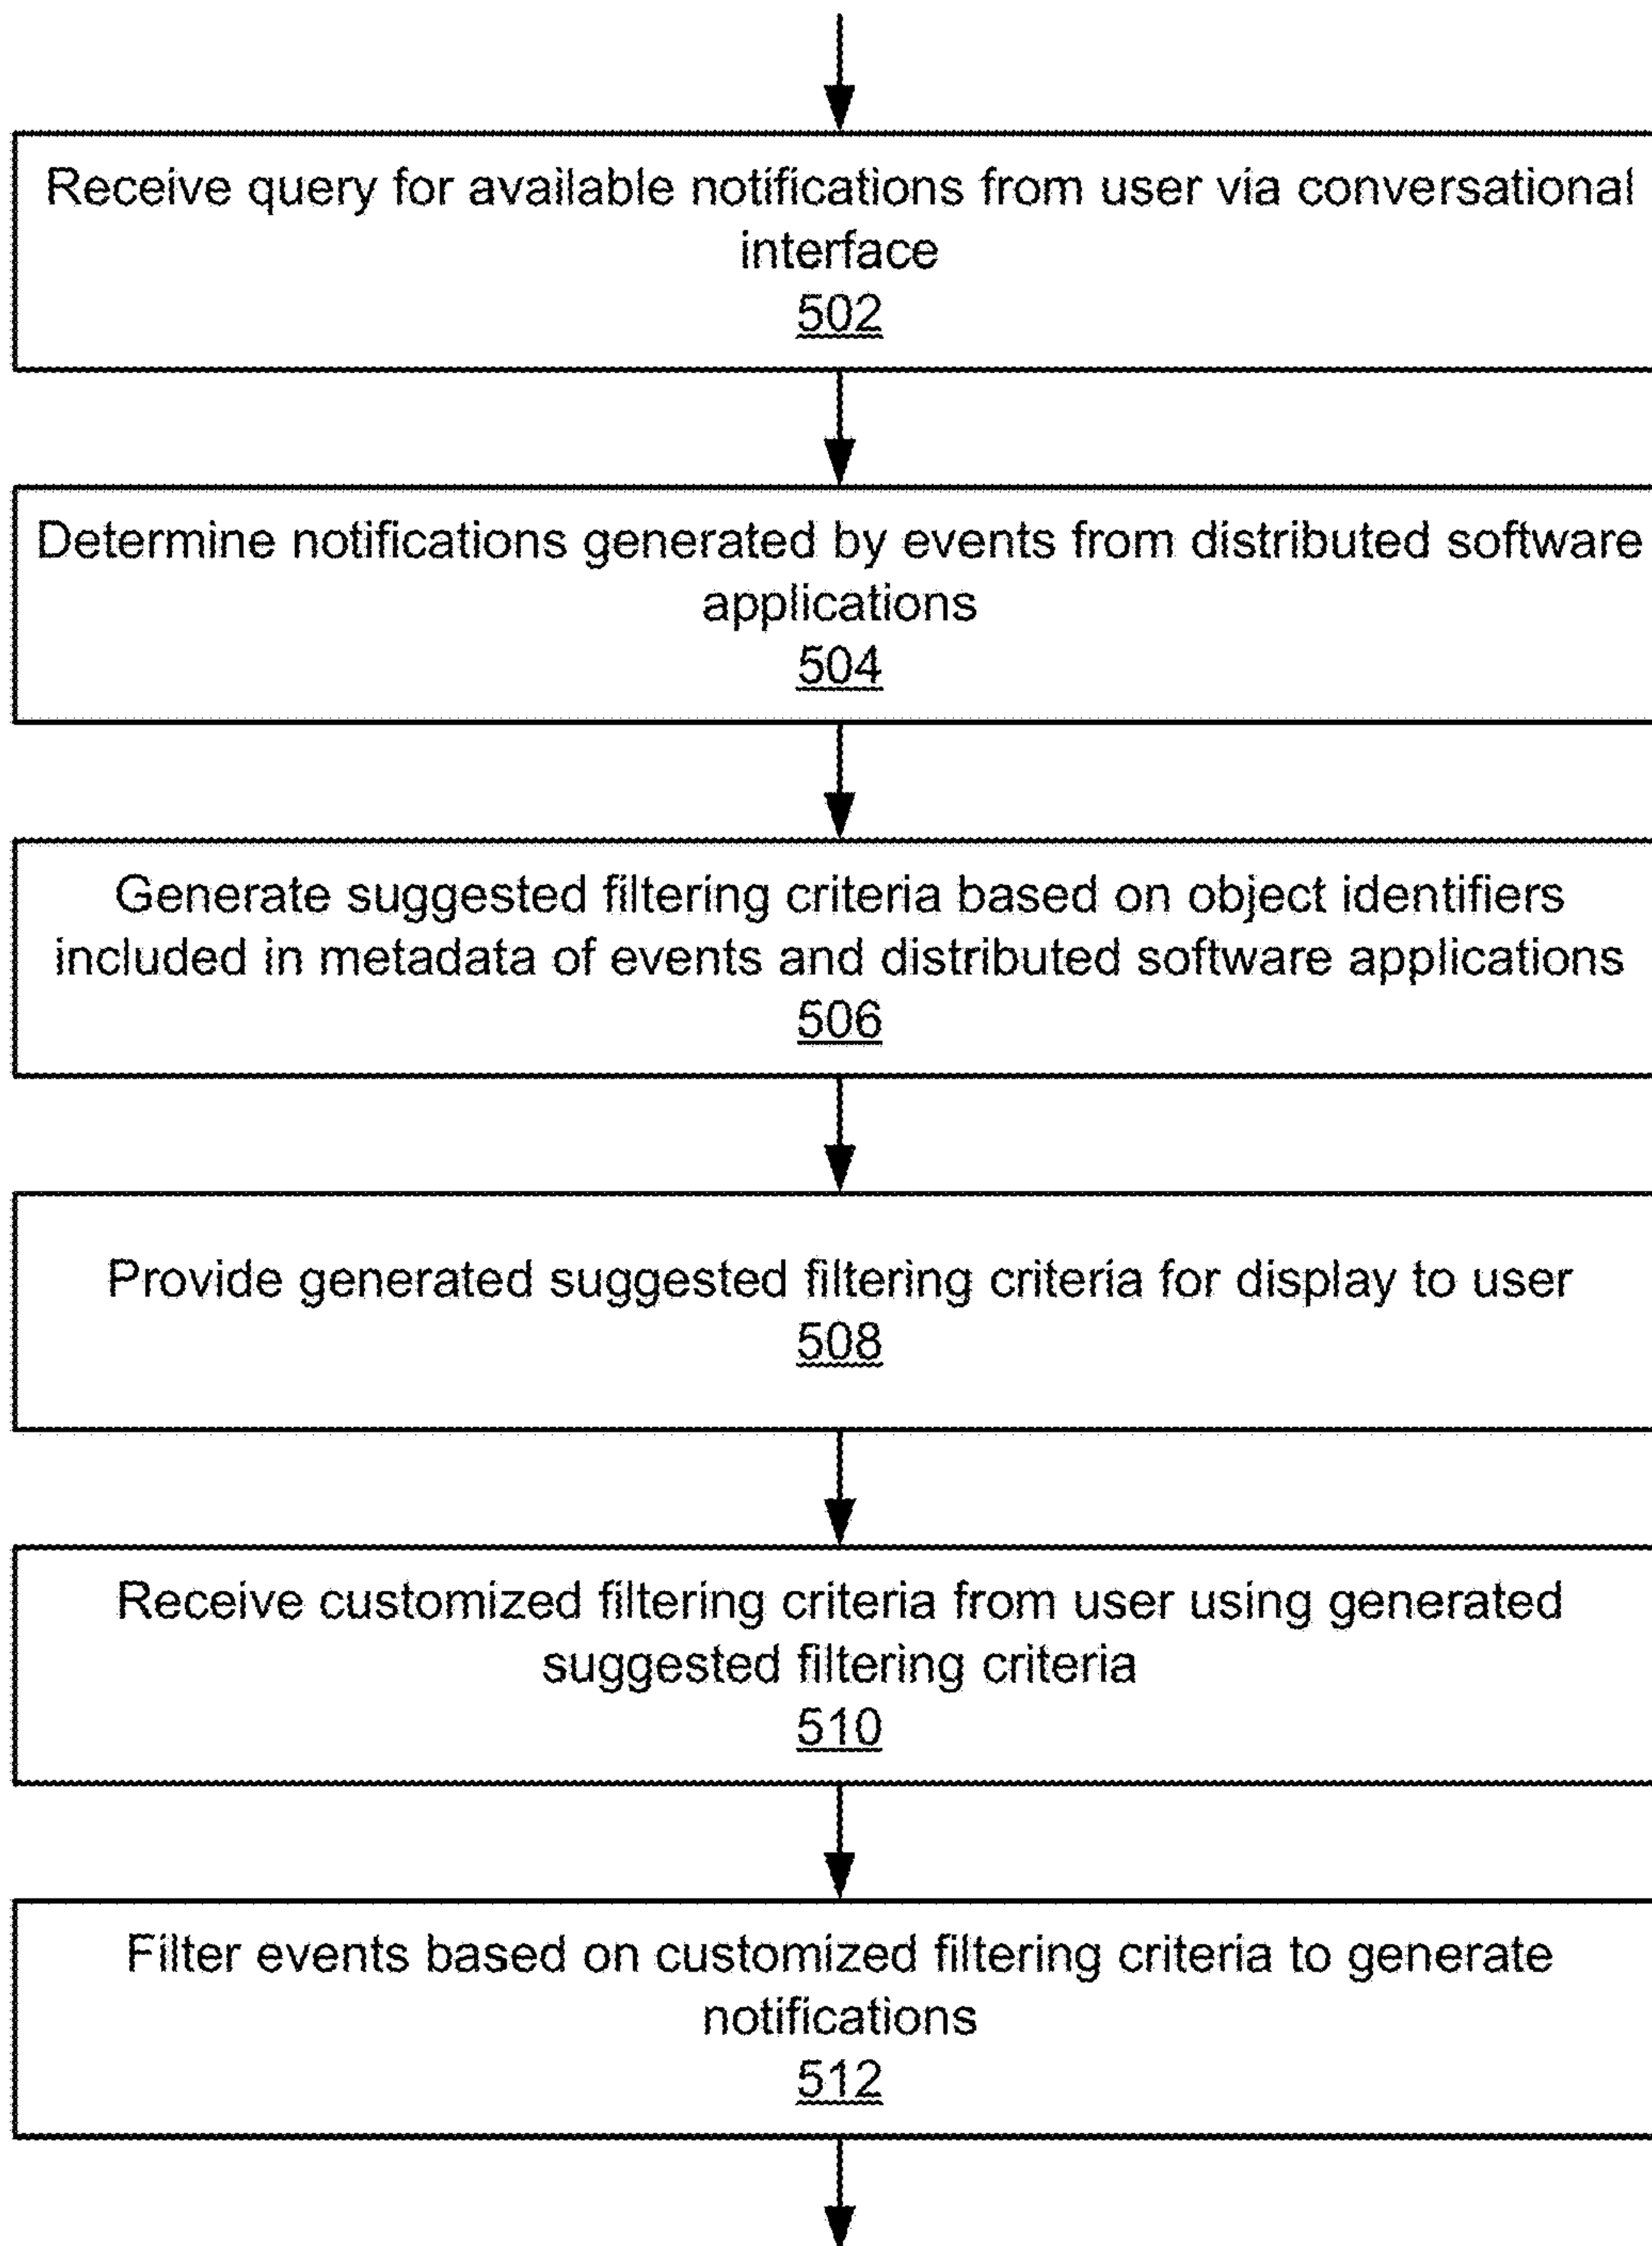 Receive query for available notifications from user via conversational
interface
502
Determine notifications generated by events from distributed software
applications
504
Generate suggested filtering criteria based on object identifiers
included in metadata of events and distributed software applications
506
Provide generated suggested filtering criteria for display to user
508
Receive customized filtering criteria from user using generated
suggested filtering criteria
510
Filter events based on customized filtering criteria to generate
notifications
512